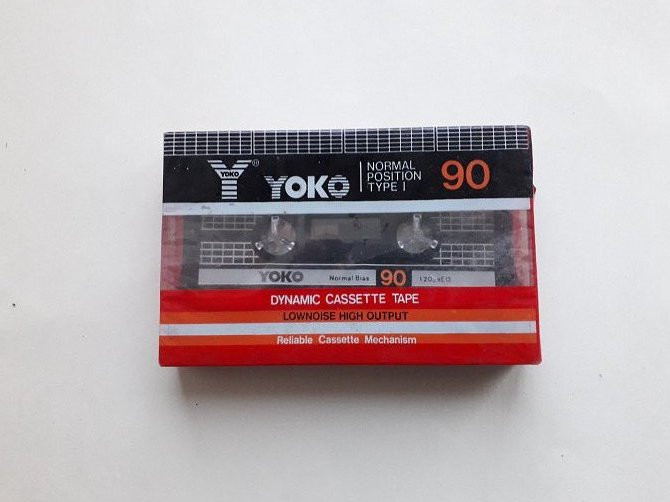 YOKO ®
YOKO
NORMAL
POSITION
TYPE I
90
YOKO Normal Bias 90
DYNAMIC CASSETTE TAPE
LOWNOISE HIGH OUTPUT
Reliable Cassette Mechanism